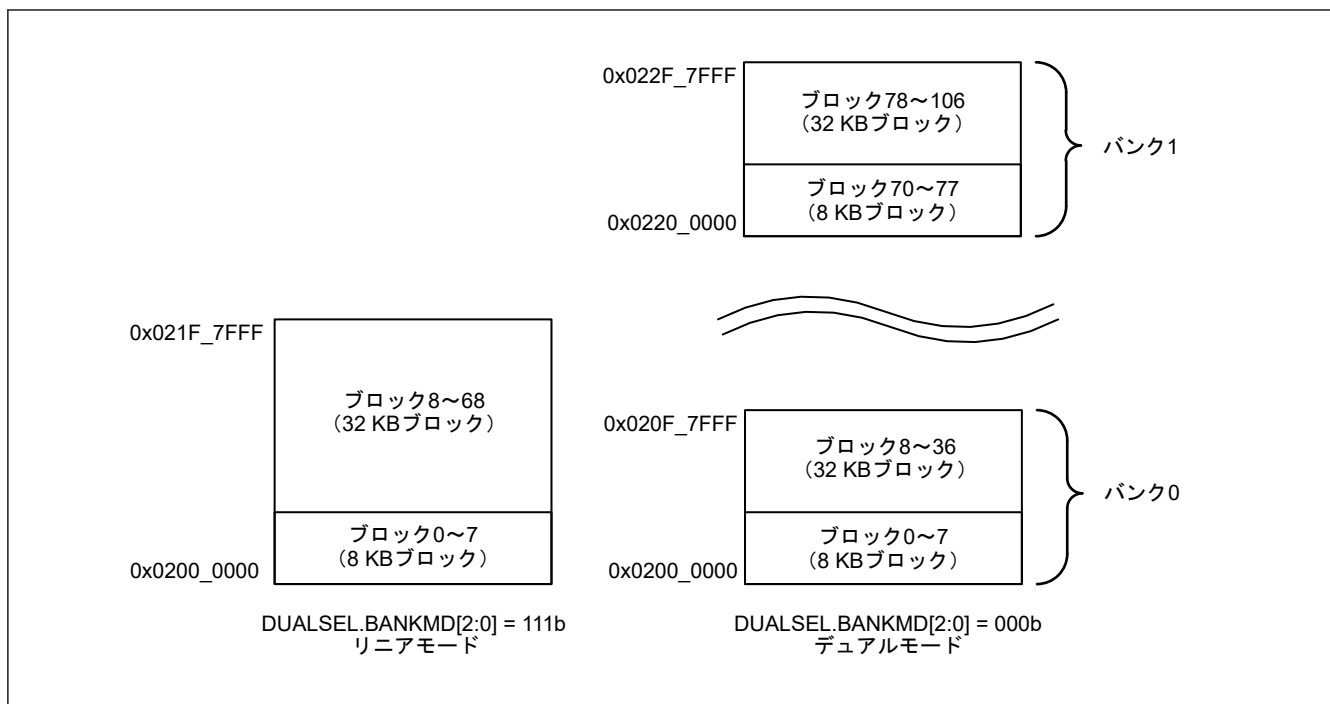 0x022F_7FFF
ブロック78～106
（32 KBブロック）
バンク1
ブロック70～77
（8 KBブロック）
0x0220_0000
0x021F_7FFF
ブロック8～68
（32 KBブロック）
ブロック0～7
（8 KBブロック）
0x0200_0000
DUALSEL.BANKMD[2:0] = 111b
リニアモード
0x020F_7FFF
ブロック8～36
（32 KBブロック）
バンク0
ブロック0～7
（8 KBブロック）
0x0200_0000
DUALSEL.BANKMD[2:0] = 000b
デュアルモード